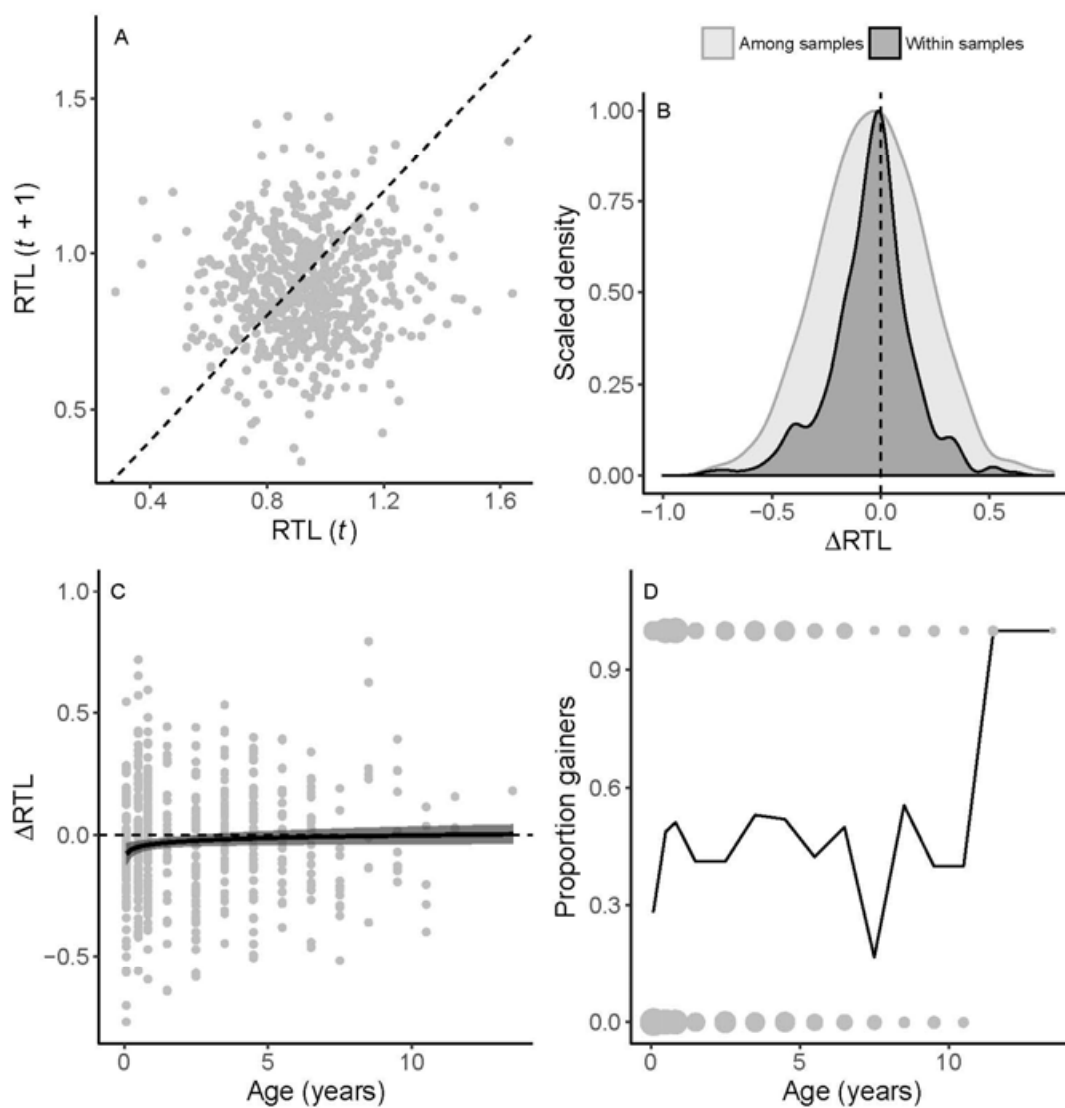 A
1.5
1.0
0.5
RTL (t + 1)
0.4
0.8
1.2
1.6
RTL (t)
Among samples
Within samples
B
1.00
0.75
0.50
0.25
0.00
Scaled density
−1.0
−0.5
0.0
0.5
ΔRTL
C
1.0
0.5
0.0
−0.5
ΔRTL
0
5
10
Age (years)
D
0.9
0.6
0.3
0.0
Proportion gainers
0
5
10
Age (years)